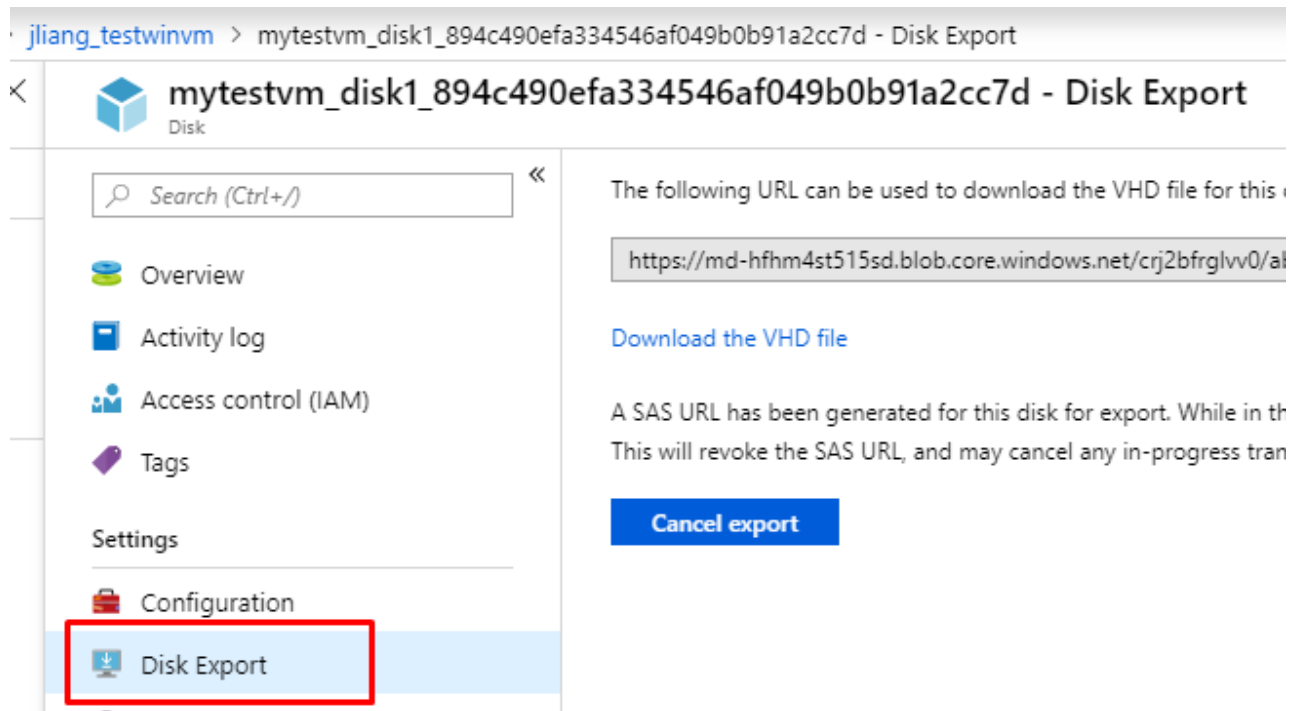 jliang_testwinvm > mytestvm_disk1_894c490efa334546af049b0b91a2cc7d - Disk Export
mytestvm_disk1_894c490efa334546af049b0b91a2cc7d - Disk Export
Disk
Search (Ctrl+/)
Overview
Activity log
Access control (IAM)
Tags
Settings
Configuration
Disk Export
The following URL can be used to download the VHD file for this
https://md-hfhm4st515sd.blob.core.windows.net/crj2bfrglvv0/a
Download the VHD file
A SAS URL has been generated for this disk for export. While in th
This will revoke the SAS URL, and may cancel any in-progress tran
Cancel export